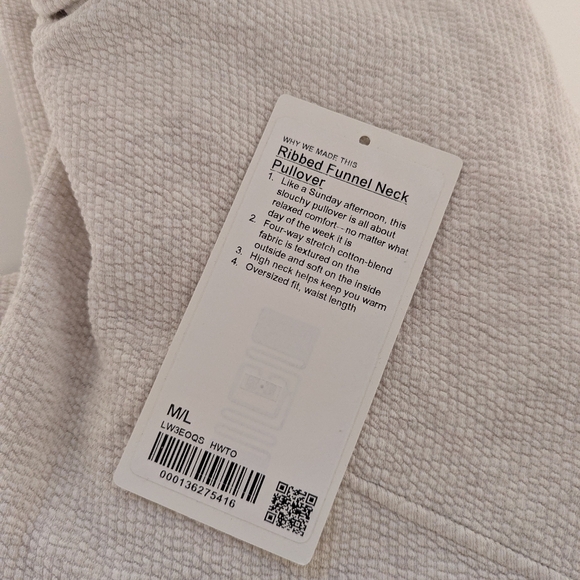 WHY WE MADE THIS
Ribbed Funnel Neck
Pullover
1. Like a Sunday afternoon, this
slouchy pullover is all about
relaxed comfort—no matter what
day of the week it is
2. Four-way stretch cotton-blend
fabric is textured on the
outside and soft on the inside
3. High neck helps keep you warm
4. Oversized fit, waist length
M/L
LW3EOQS HWTO
000136275416